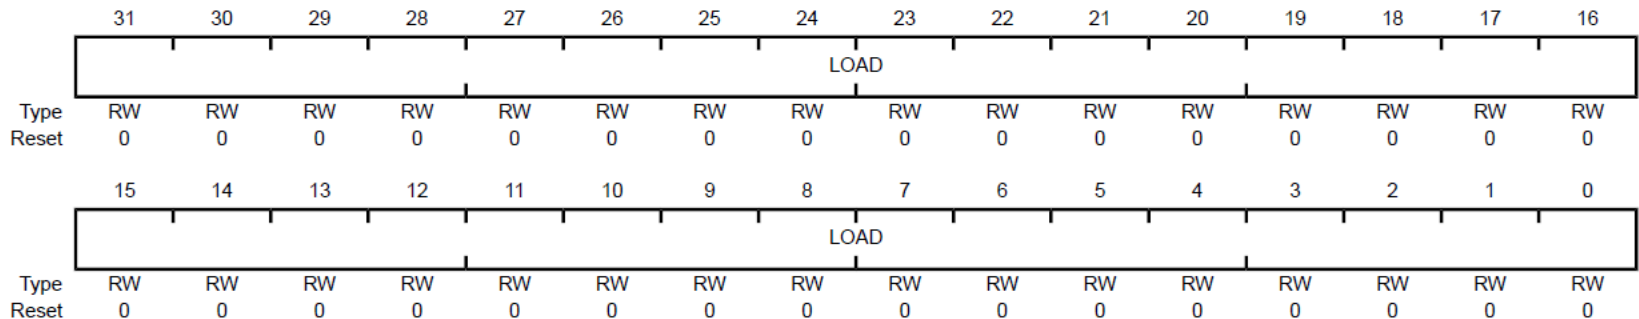 31 30 29 28 27 26 25 24 23 22 21 20 19 18 17 16
LOAD
Type RW RW RW RW RW RW RW RW RW RW RW RW RW RW RW RW
Reset 0 0 0 0 0 0 0 0 0 0 0 0 0 0 0 0
15 14 13 12 11 10 9 8 7 6 5 4 3 2 1 0
LOAD
Type RW RW RW RW RW RW RW RW RW RW RW RW RW RW RW RW
Reset 0 0 0 0 0 0 0 0 0 0 0 0 0 0 0 0